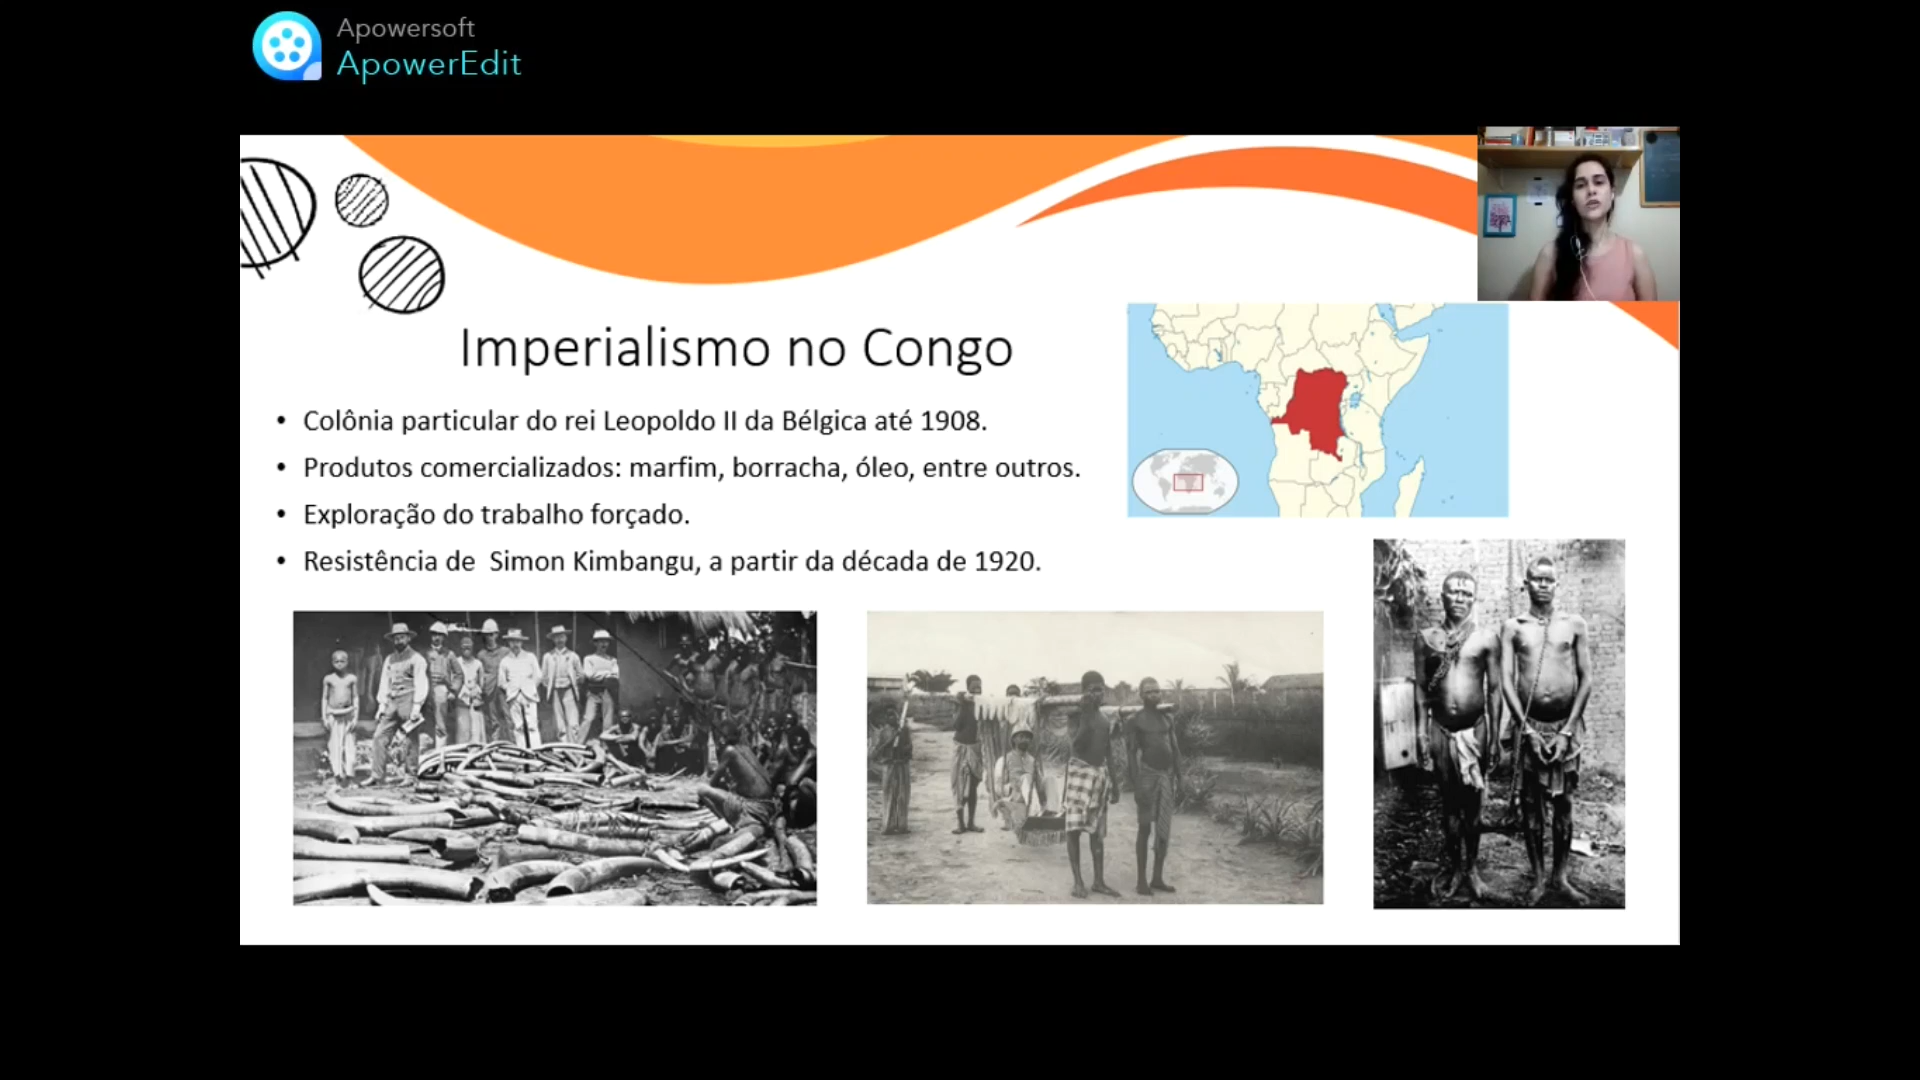 Apowersoft
ApowerEdit
Imperialismo no Congo
• Colônia particular do rei Leopoldo II da Bélgica até 1908.
• Produtos comercializados: marfim, borracha, óleo, entre outros.
• Exploração do trabalho forçado.
• Resistência de  Simon Kimbangu, a partir da década de 1920.